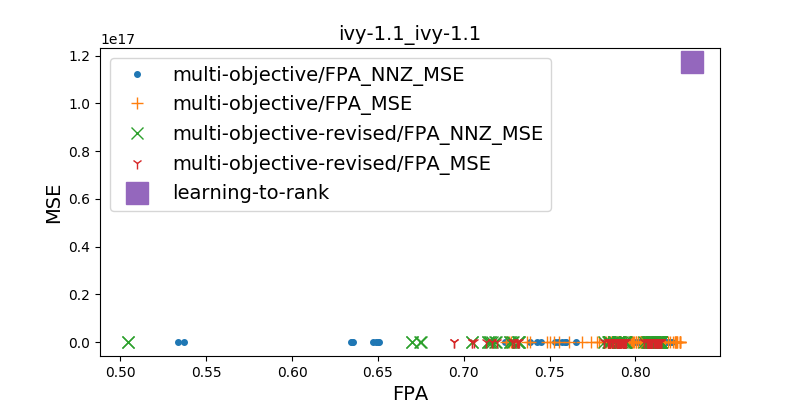 ivy-1.1_ivy-1.1
1e17
multi-objective/FPA_NNZ_MSE
multi-objective/FPA_MSE
multi-objective-revised/FPA_NNZ_MSE
multi-objective-revised/FPA_MSE
learning-to-rank
MSE
1.2
1.0
0.8
0.6
0.4
0.2
0.0
0.50 0.55 0.60 0.65 0.70 0.75 0.80
FPA